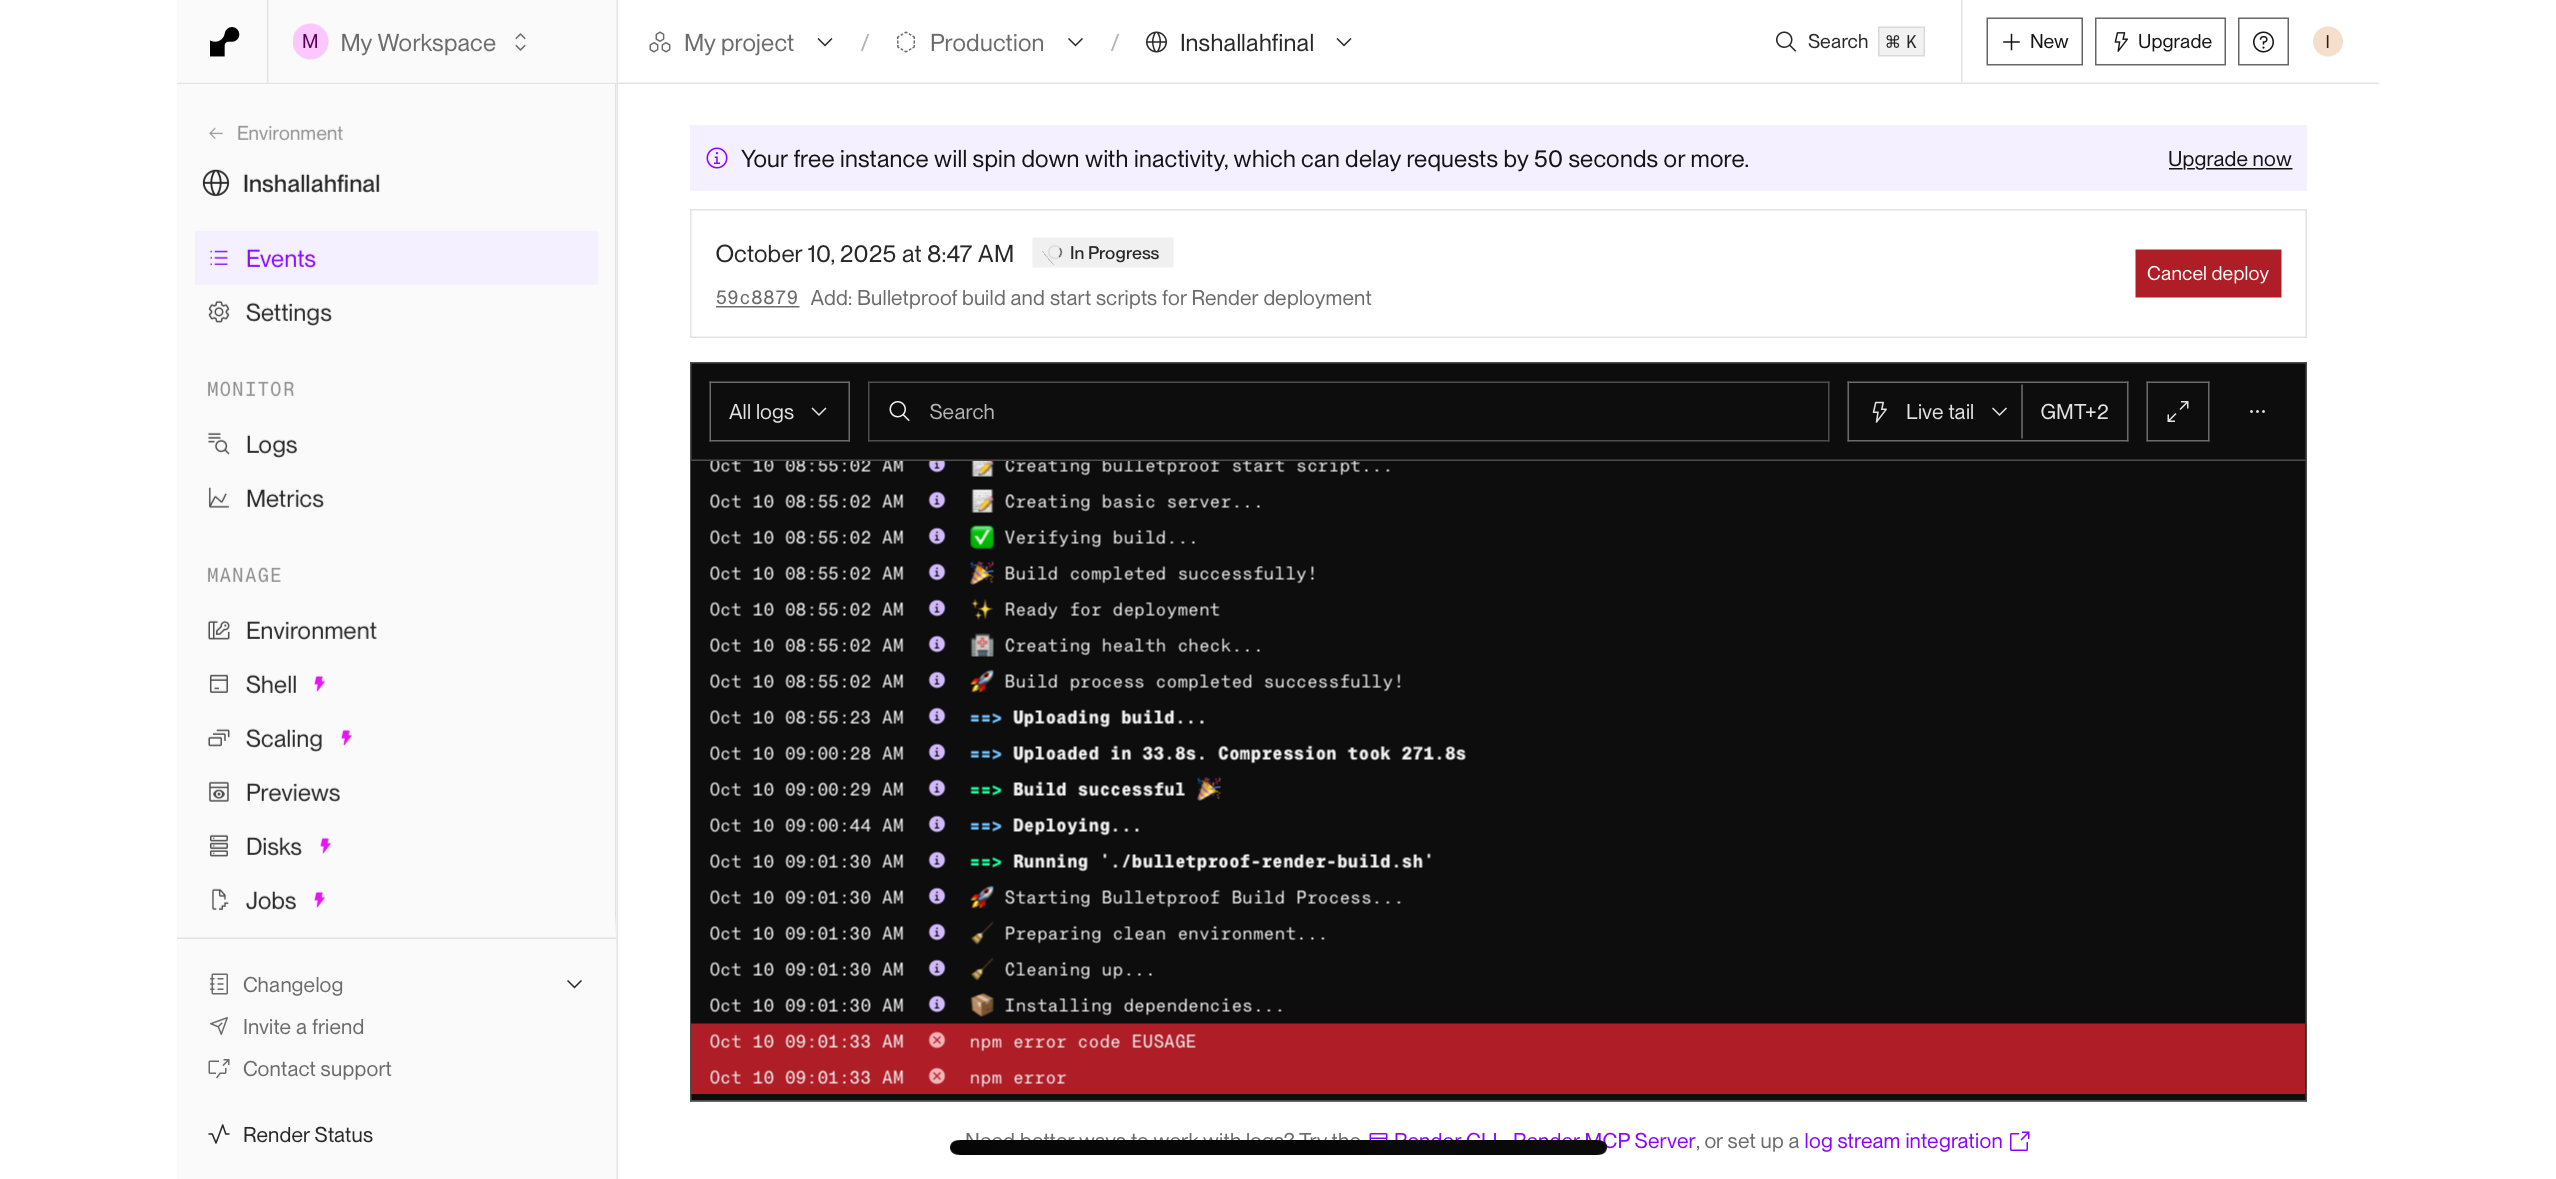 M My Workspace
My project / Production / Inshallahfinal
Search ⌘ K
+ New
Upgrade
I
← Environment
Inshallahfinal
Events
Settings
MONITOR
Logs
Metrics
MANAGE
Environment
Shell
Scaling
Previews
Disks
Jobs
Changelog
Invite a friend
Contact support
Render Status
Your free instance will spin down with inactivity, which can delay requests by 50 seconds or more.
Upgrade now
October 10, 2025 at 8:47 AM In Progress
59c8879 Add: Bulletproof build and start scripts for Render deployment
Cancel deploy
All logs
Search
Live tail
GMT+2
...
Oct 10 08:55:02 AM 📝 Creating bulletproof start script...
Oct 10 08:55:02 AM 📝 Creating basic server...
Oct 10 08:55:02 AM ✅ Verifying build...
Oct 10 08:55:02 AM 🎉 Build completed successfully!
Oct 10 08:55:02 AM ✨ Ready for deployment
Oct 10 08:55:02 AM 🏥 Creating health check...
Oct 10 08:55:02 AM 🚀 Build process completed successfully!
Oct 10 08:55:23 AM ==> Uploading build...
Oct 10 09:00:28 AM ==> Uploaded in 33.8s. Compression took 271.8s
Oct 10 09:00:29 AM ==> Build successful 🎉
Oct 10 09:00:44 AM ==> Deploying...
Oct 10 09:01:30 AM ==> Running './bulletproof-render-build.sh'
Oct 10 09:01:30 AM 🚀 Starting Bulletproof Build Process...
Oct 10 09:01:30 AM 🧹 Preparing clean environment...
Oct 10 09:01:30 AM 🧹 Cleaning up...
Oct 10 09:01:30 AM 📦 Installing dependencies...
Oct 10 09:01:33 AM npm error code EUSAGE
Oct 10 09:01:33 AM npm error
Need better ways to work with logs? Try the Render CLI, Render MCP Server, or set up a log stream integration